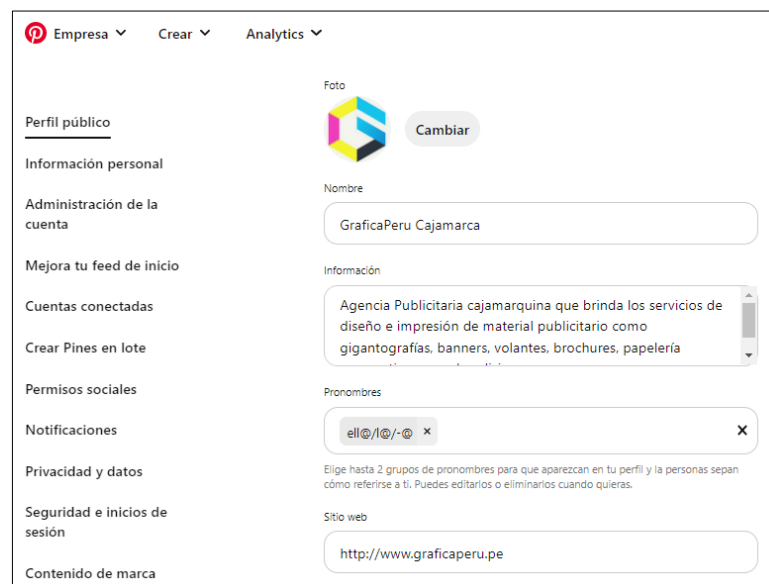 Empresa Crear Analytics
Perfil público
Información personal
Administración de la
cuenta
Mejora tu feed de inicio
Cuentas conectadas
Crear Pines en lote
Permisos sociales
Notificaciones
Privacidad y datos
Seguridad e inicios de
sesión
Contenido de marca
Foto
Cambiar
Nombre
GraficaPeru Cajamarca
Información
Agencia Publicitaria cajamarquina que brinda los servicios de
diseño e impresión de material publicitario como
gigantografías, banners, volantes, brochures, papelería
Pronombres
ell@/l@/-@ ×
Elige hasta 2 grupos de pronombres para que aparezcan en tu perfil y la personas sepan
cómo referirse a ti. Puedes editarlos o eliminarlos cuando quieras.
Sitio web
http://www.graficaperu.pe